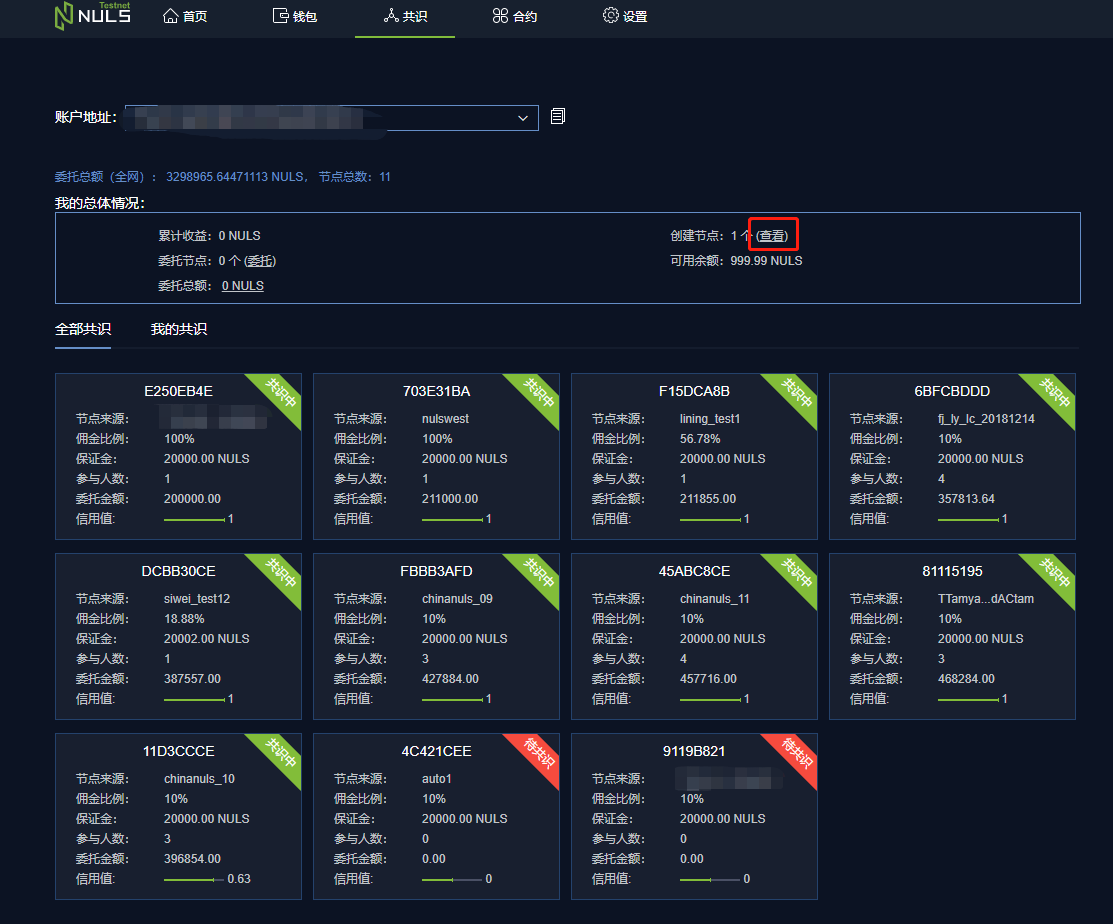 Testnet
NULS 首页 钱包 共识 合约 设置
账户地址:
委托总额（全网）: 3298965.64471113 NULS, 节点总数: 11
我的总体情况:
累计收益: 0 NULS 创建节点: 1 个 (查看)
委托节点: 0 个 (委托) 可用余额: 999.99 NULS
委托总额: 0 NULS
全部共识 我的共识
E250EB4E
共识中
节点来源:
佣金比例: 100%
保证金: 20000.00 NULS
参与人数: 1
委托金额: 200000.00
信用值: 1
703E31BA
共识中
节点来源: nulswest
佣金比例: 100%
保证金: 20000.00 NULS
参与人数: 1
委托金额: 211000.00
信用值: 1
F15DCA8B
共识中
节点来源: lining_test1
佣金比例: 56.78%
保证金: 20000.00 NULS
参与人数: 1
委托金额: 211855.00
信用值: 1
6BFCBDDD
共识中
节点来源: fj_ly_lc_20181214
佣金比例: 10%
保证金: 20000.00 NULS
参与人数: 4
委托金额: 357813.64
信用值: 1
DCBB30CE
共识中
节点来源: siwei_test12
佣金比例: 18.88%
保证金: 20002.00 NULS
参与人数: 1
委托金额: 387557.00
信用值: 1
FBBB3AFD
共识中
节点来源: chinanuls_09
佣金比例: 10%
保证金: 20000.00 NULS
参与人数: 3
委托金额: 427884.00
信用值: 1
45ABC8CE
共识中
节点来源: chinanuls_11
佣金比例: 10%
保证金: 20000.00 NULS
参与人数: 4
委托金额: 457716.00
信用值: 1
81115195
共识中
节点来源: TTamya...dACtam
佣金比例: 10%
保证金: 20000.00 NULS
参与人数: 3
委托金额: 468284.00
信用值: 1
11D3CCCE
共识中
节点来源: chinanuls_10
佣金比例: 10%
保证金: 20000.00 NULS
参与人数: 3
委托金额: 396854.00
信用值: 0.63
4C421CEE
待共识
节点来源: auto1
佣金比例: 10%
保证金: 20000.00 NULS
参与人数: 0
委托金额: 0.00
信用值: 0
9119B821
待共识
节点来源:
佣金比例: 10%
保证金: 20000.00 NULS
参与人数: 0
委托金额: 0.00
信用值: 0